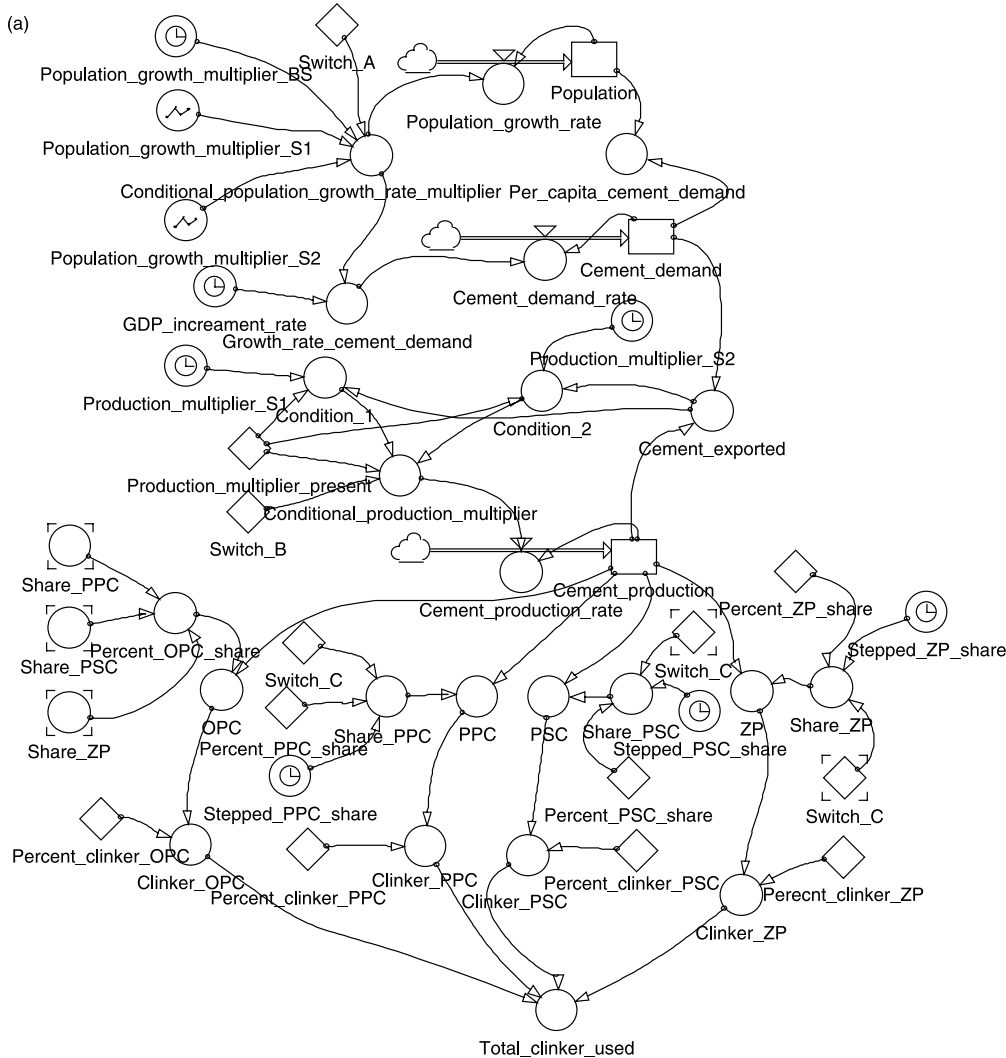 (a)
Switch_A
Population_growth_multiplier_BS
Population
Population_growth_rate
Population_growth_multiplier_S1
Conditional_population_growth_rate_multiplier
Per_capita_cement_demand
Population_growth_multiplier_S2
Cement_demand
Cement_demand_rate
GDP_increament_rate
Growth_rate_cement_demand
Production_multiplier_S2
Production_multiplier_S1
Condition_1
Condition_2
Cement_exported
Production_multiplier_present
Conditional_production_multiplier
Switch_B
Share_PPC
Cement_production_rate
Cement_production
Percent_ZP_share
Percent_OPC_share
Stepped_ZP_share
Share_PSC
Switch_C
Switch_C
OPC
Share_PPC
PPC
PSC
Share_PSC
ZP
Share_ZP
Share_ZP
Percent_PPC_share
Stepped_PSC_share
Stepped_PPC_share
Percent_PSC_share
Switch_C
Percent_clinker_OPC
Clinker_OPC
Percent_clinker_PPC
Clinker_PPC
Clinker_PSC
Percent_clinker_PSC
Perecnt_clinker_ZP
Clinker_ZP
Total_clinker_used